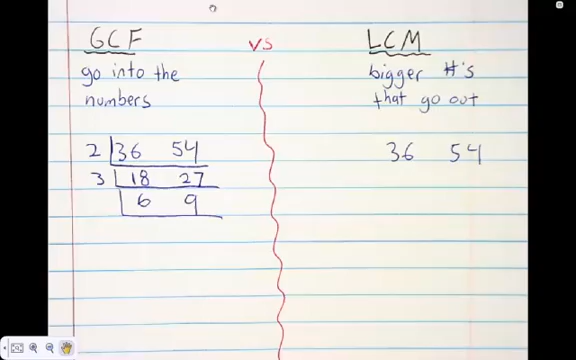 GCF
vs
LCM
go into the
numbers
bigger #'s
that go out
2 36 54
3 18 27
6 9
36 54